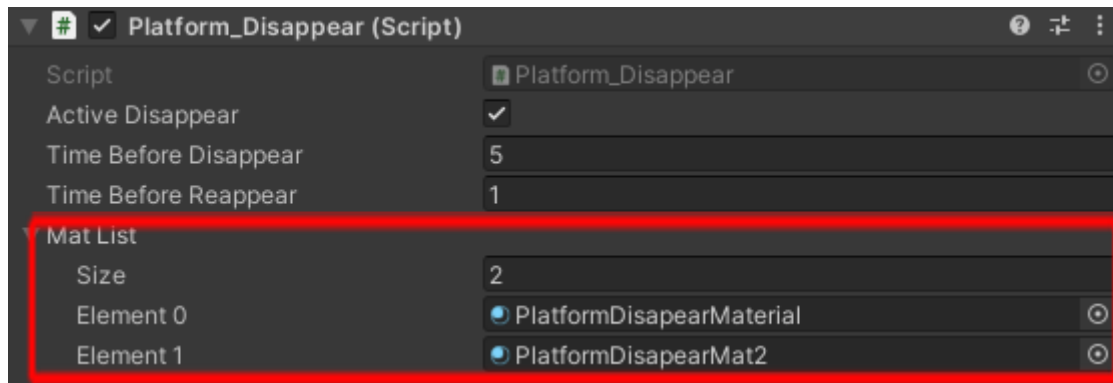 Platform_Disappear (Script)
Script Platform_Disappear
Active Disappear
Time Before Disappear 5
Time Before Reappear 1
Mat List
Size 2
Element 0 PlatformDisapearMaterial
Element 1 PlatformDisapearMat2